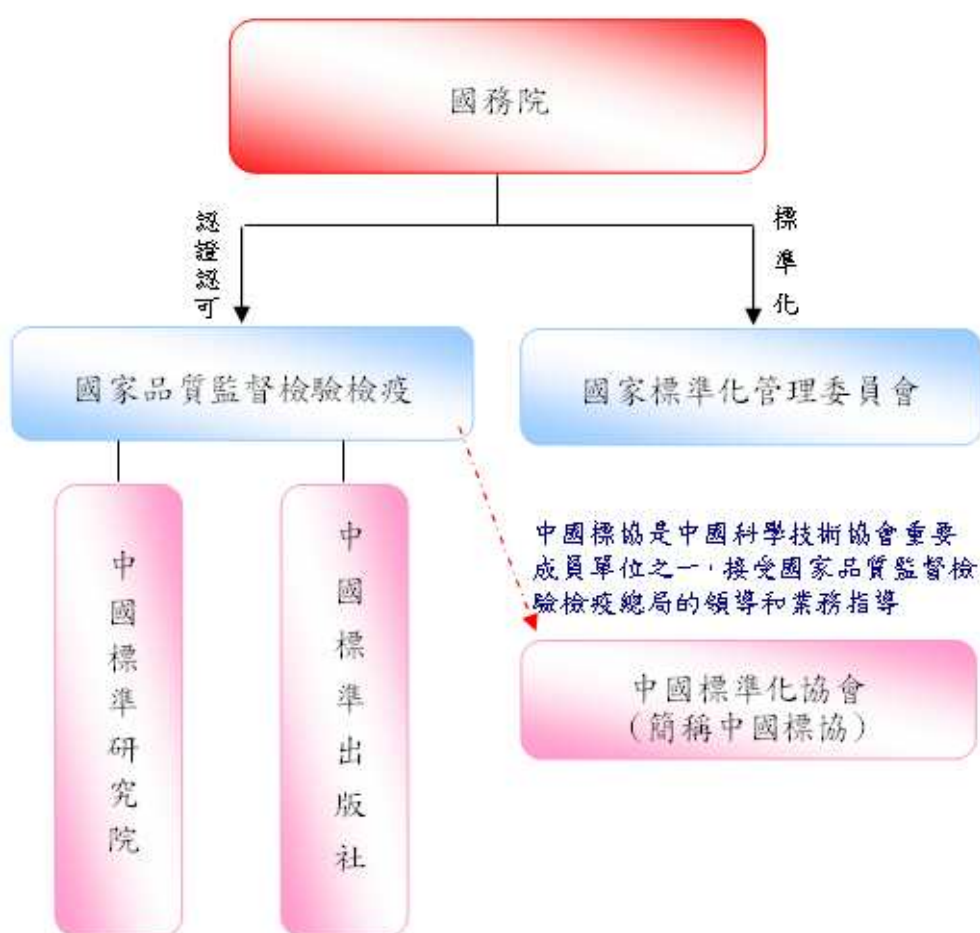 國務院
認證認可
標準化
國家品質監督檢驗檢疫
國家標準化管理委員會
中國標準研究院
中國標準出版社
中國標協是中國科學技術協會重要
成員單位之一，接受國家品質監督檢
驗檢疫總局的領導和業務指導
中國標準化協會
（簡稱中國標協）